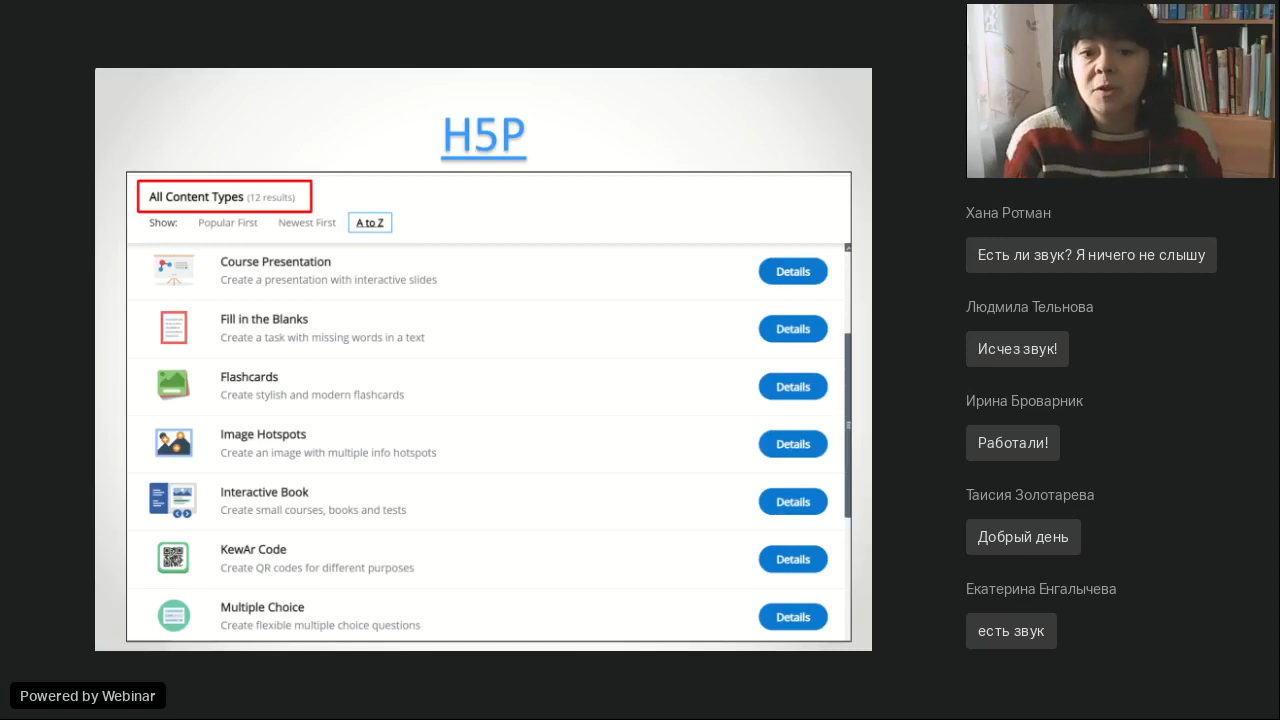 H5P
All Content Types (12 results)
Show: Popular First Newest First A to Z
Course Presentation
Create a presentation with interactive slides
Details
Fill in the Blanks
Create a task with missing words in a text
Details
Flashcards
Create stylish and modern flashcards
Details
Image Hotspots
Create an image with multiple info hotspots
Details
Interactive Book
Create small courses, books and tests
Details
KewAr Code
Create QR codes for different purposes
Details
Multiple Choice
Create flexible multiple choice questions
Details
Хана Ротман
Есть ли звук? Я ничего не слышу
Людмила Тельнова
Исчез звук!
Ирина Броварник
Работали!
Таисия Золотарева
Добрый день
Екатерина Енгалычева
есть звук
Powered by Webinar